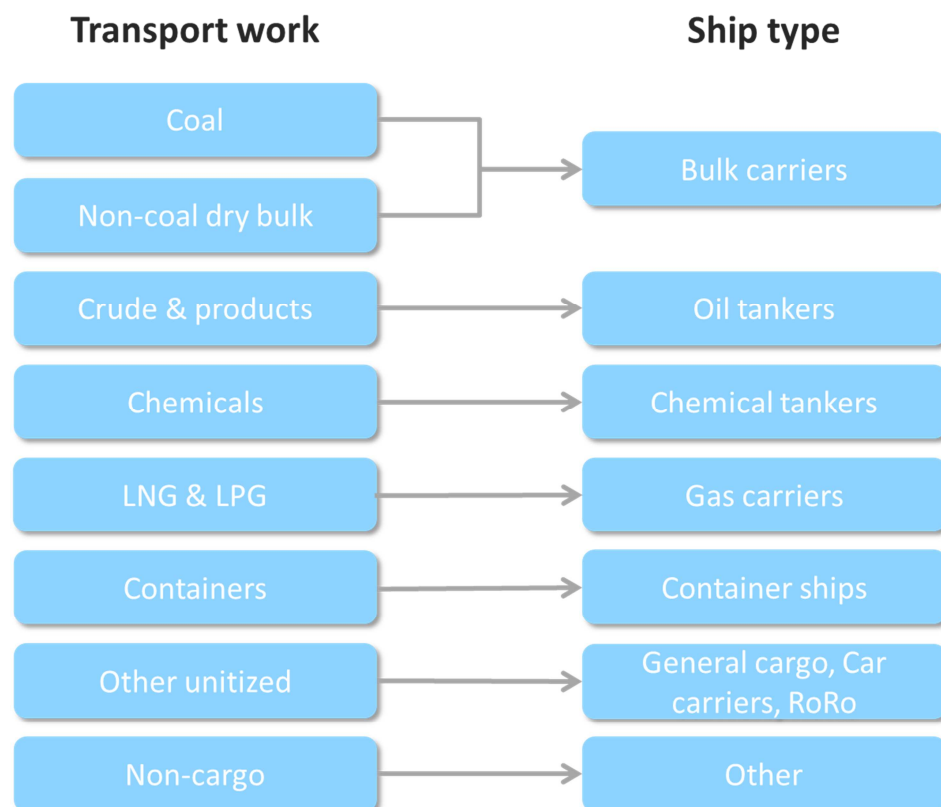 Transport work
Ship type
Coal
Bulk carriers
Non-coal dry bulk
Crude & products
Oil tankers
Chemicals
Chemical tankers
LNG & LPG
Gas carriers
Containers
Container ships
Other unitized
General cargo, Car
carriers, RoRo
Non-cargo
Other